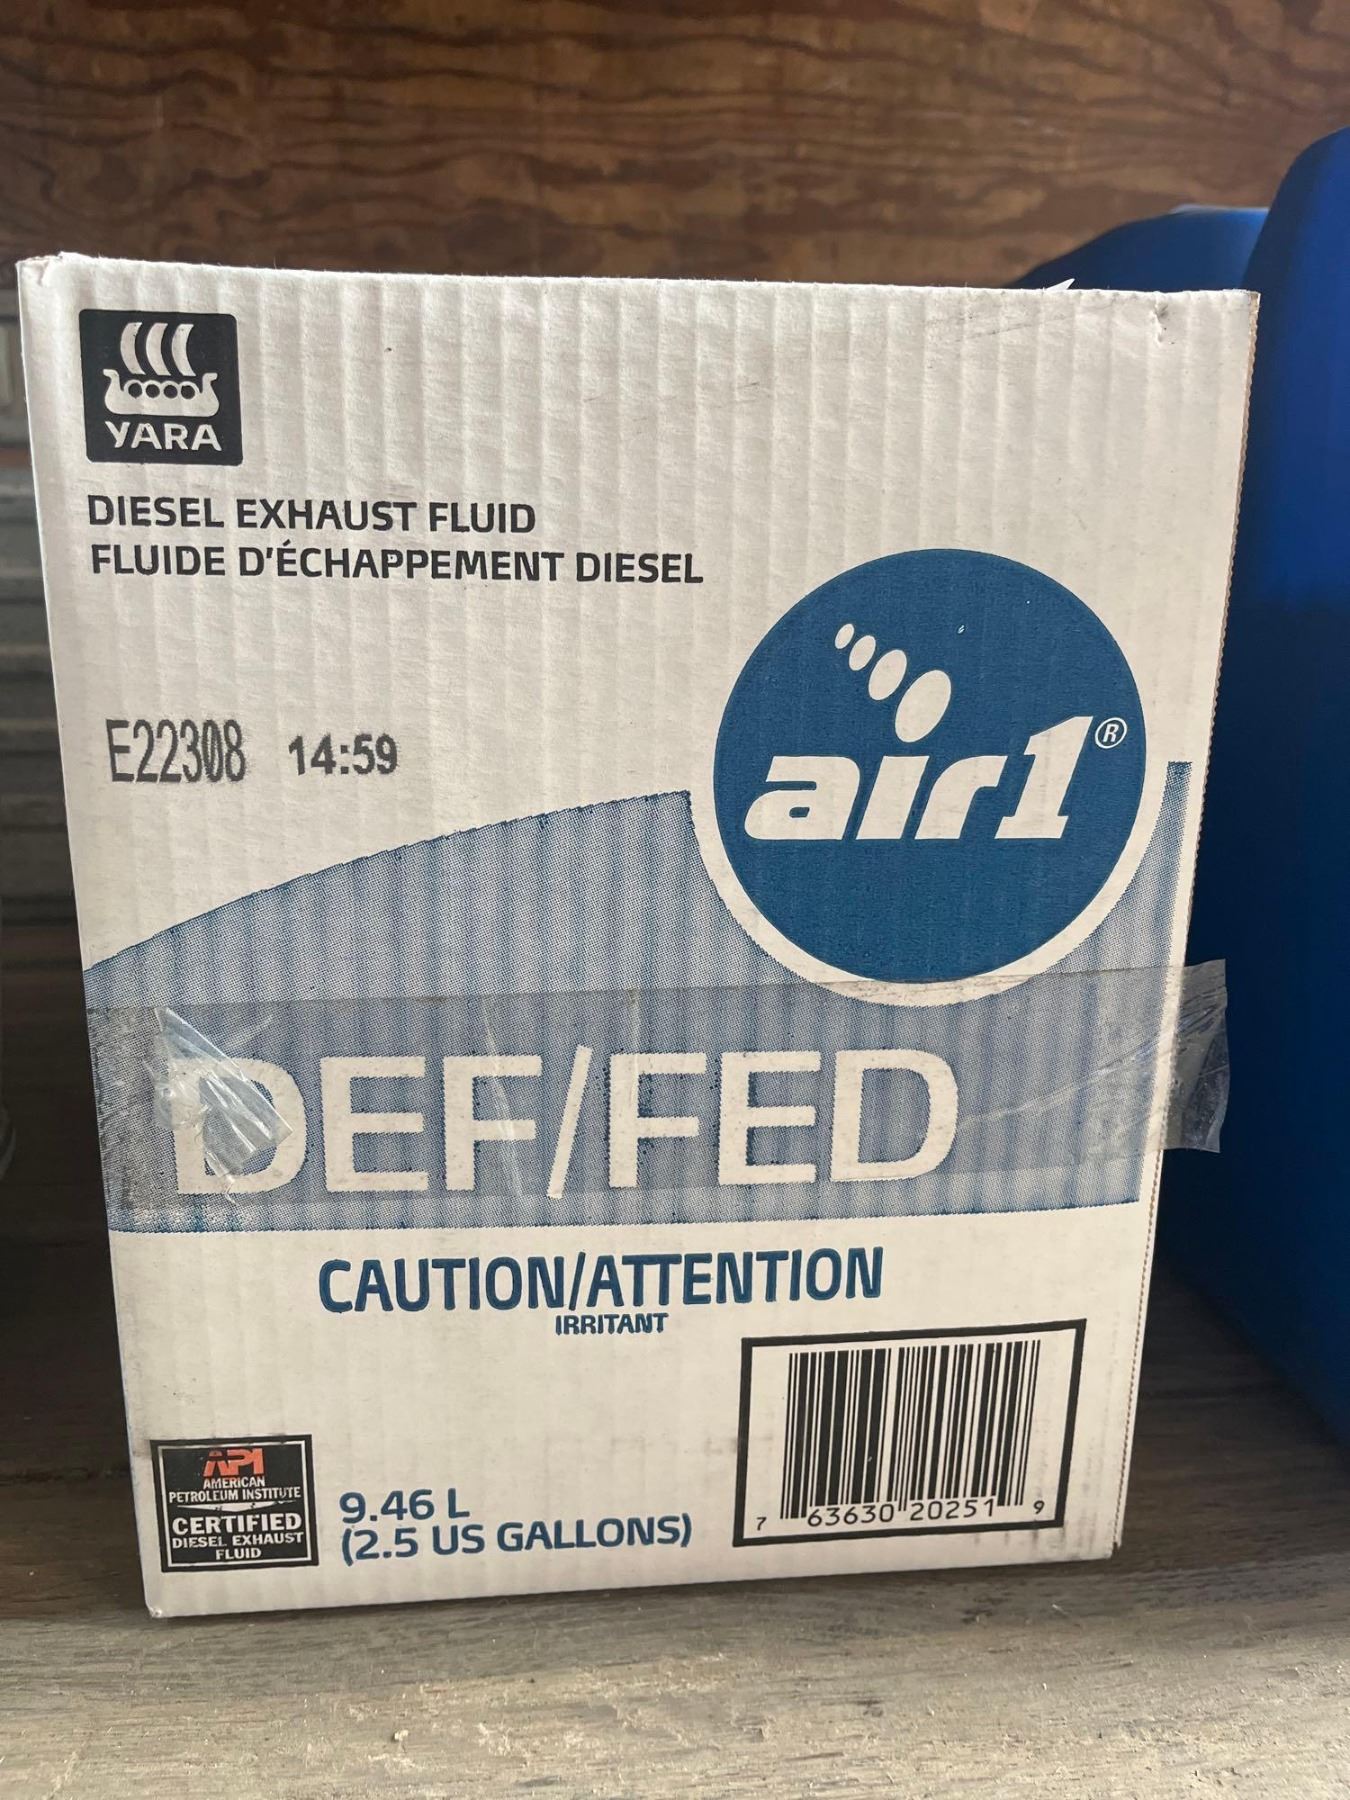 YARA
DIESEL EXHAUST FLUID
FLUIDE D'ÉCHAPPEMENT DIESEL
E22308 14:59
air1®
DEF/FED
CAUTION/ATTENTION
IRRITANT
API
AMERICAN
PETROLEUM INSTITUTE
CERTIFIED
DIESEL EXHAUST
FLUID
9.46 L
(2.5 US GALLONS)
7 63630 20251 9